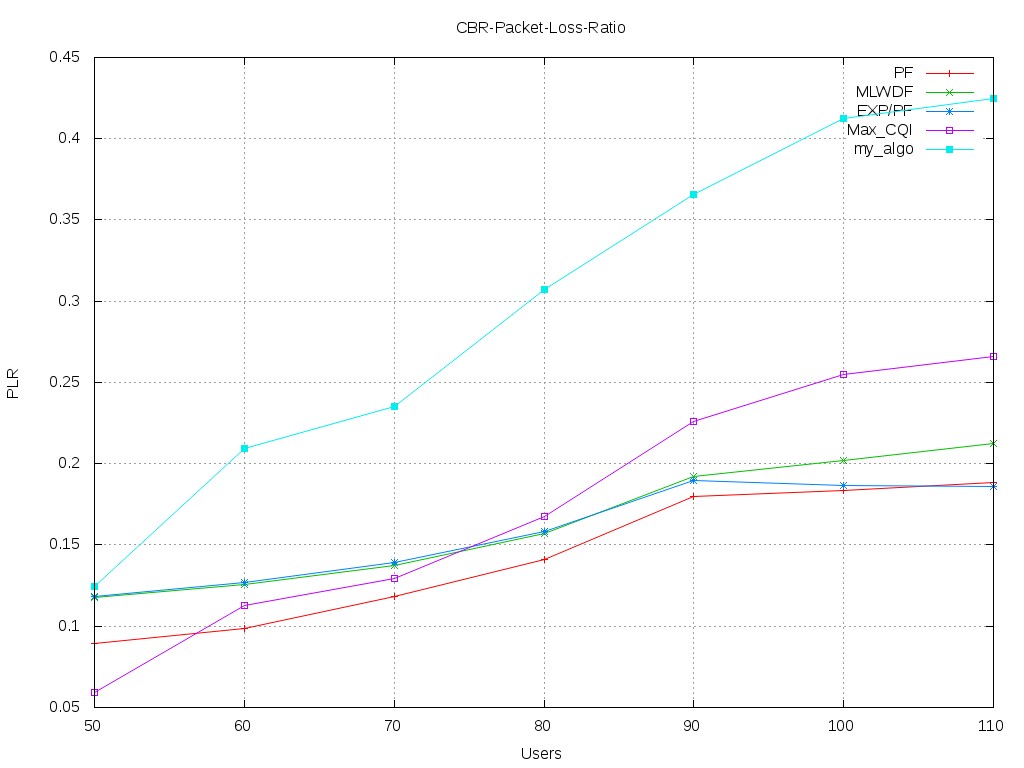 CBR-Packet-Loss-Ratio
0.45
PF
MLWDF
EXP/PF
0.4
Max_CQI
my_algo
0.35
0.3
0.25
PLR
0.2
0.15
0.1
0.05
50 60 70 80 90 100 110
Users